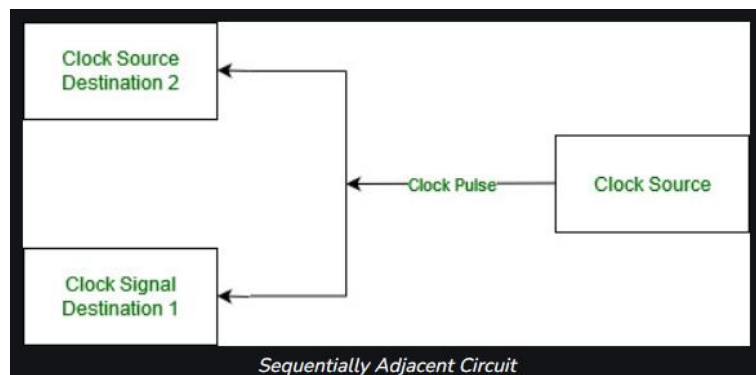 Clock Source
Destination 2
Clock Pulse
Clock Source
Clock Signal
Destination 1
Sequentially Adjacent Circuit